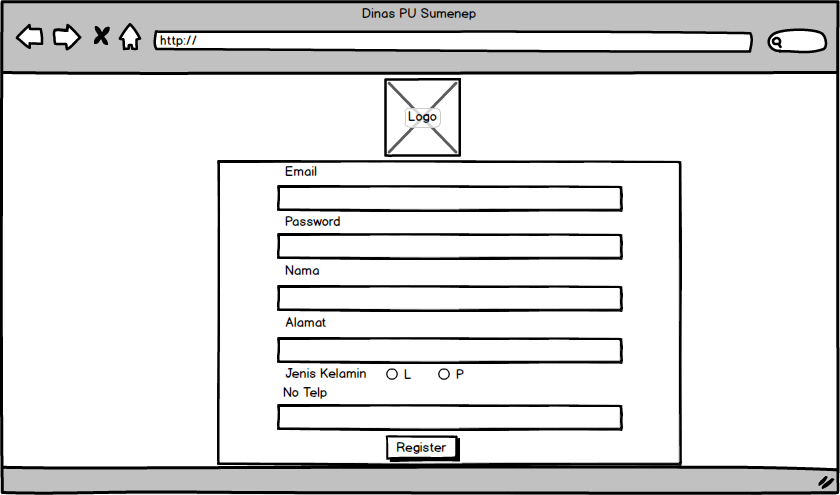 Dinas PU Sumenep
http://
Logo
Email
Password
Nama
Alamat
Jenis Kelamin L P
No Telp
Register